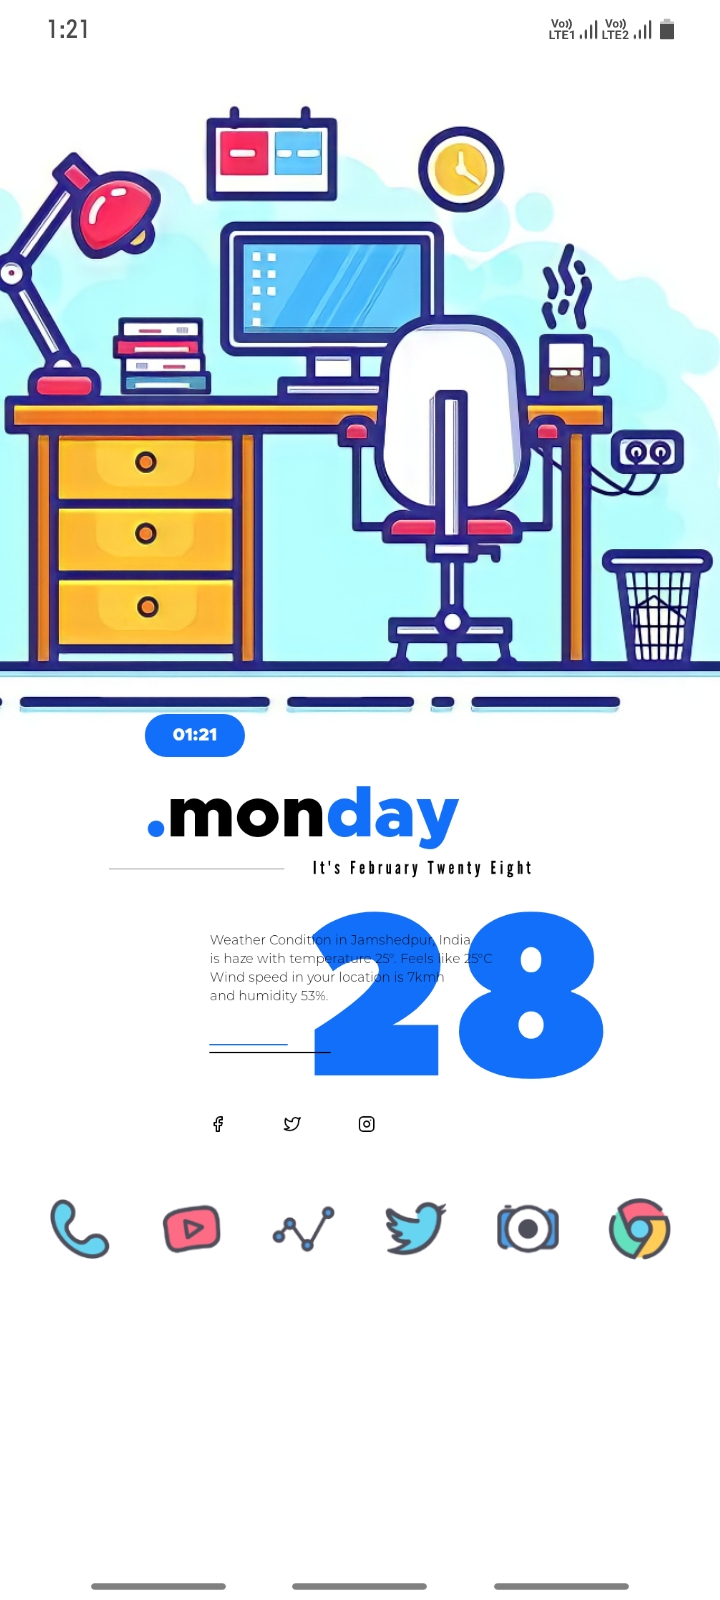 1:21
Vo)) LTE1 Vo)) LTE2
01:21
.monday
It's February Twenty Eight
28
Weather Condition in Jamshedpur, India
is haze with temperature 25°. Feels like 25°C
Wind speed in your location is 7kmh
and humidity 53%.